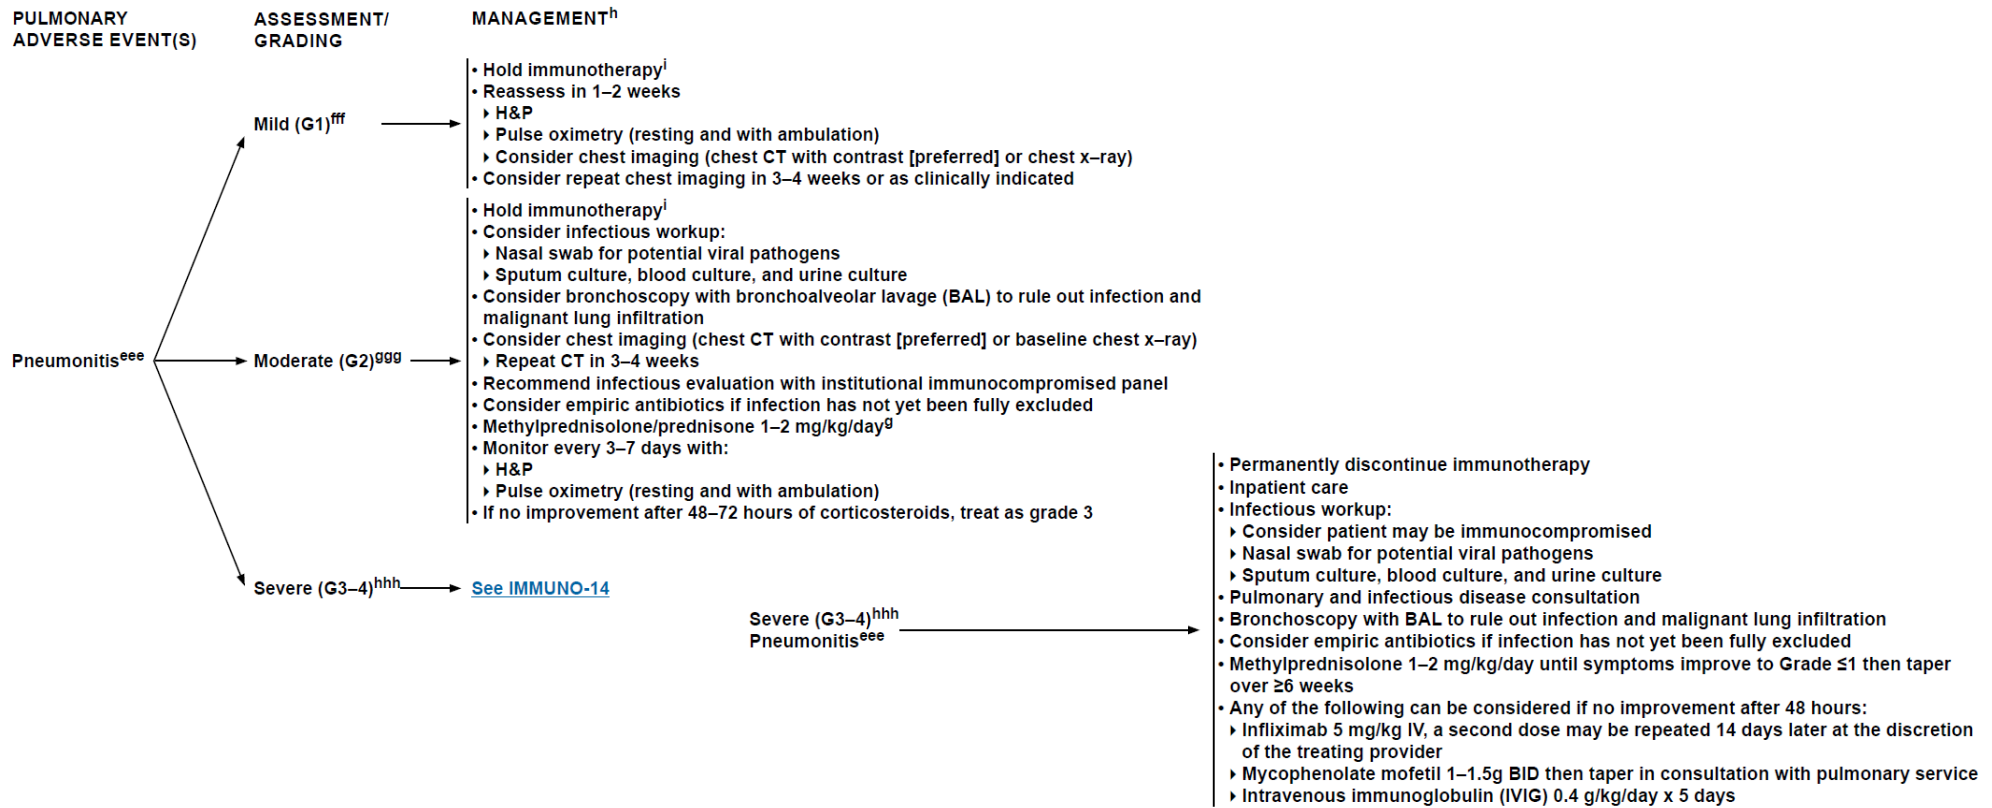 PULMONARY
ADVERSE EVENT(S)
ASSESSMENT/
GRADING
MANAGEMENTh
Pneumonitiseee
Mild (G1)fff
• Hold immunotherapyi
• Reassess in 1–2 weeks
‣ H&P
‣ Pulse oximetry (resting and with ambulation)
‣ Consider chest imaging (chest CT with contrast [preferred] or chest x–ray)
• Consider repeat chest imaging in 3–4 weeks or as clinically indicated
Moderate (G2)ggg
• Hold immunotherapyi
• Consider infectious workup:
‣ Nasal swab for potential viral pathogens
‣ Sputum culture, blood culture, and urine culture
• Consider bronchoscopy with bronchoalveolar lavage (BAL) to rule out infection and
malignant lung infiltration
• Consider chest imaging (chest CT with contrast [preferred] or baseline chest x–ray)
‣ Repeat CT in 3–4 weeks
• Recommend infectious evaluation with institutional immunocompromised panel
• Consider empiric antibiotics if infection has not yet been fully excluded
• Methylprednisolone/prednisone 1–2 mg/kg/dayg
• Monitor every 3–7 days with:
‣ H&P
‣ Pulse oximetry (resting and with ambulation)
• If no improvement after 48–72 hours of corticosteroids, treat as grade 3
Severe (G3–4)hhh
See IMMUNO-14
Severe (G3–4)hhh
Pneumonitiseee
• Permanently discontinue immunotherapy
• Inpatient care
• Infectious workup:
‣ Consider patient may be immunocompromised
‣ Nasal swab for potential viral pathogens
‣ Sputum culture, blood culture, and urine culture
• Pulmonary and infectious disease consultation
• Bronchoscopy with BAL to rule out infection and malignant lung infiltration
• Consider empiric antibiotics if infection has not yet been fully excluded
• Methylprednisolone 1–2 mg/kg/day until symptoms improve to Grade ≤1 then taper
over ≥6 weeks
• Any of the following can be considered if no improvement after 48 hours:
‣ Infliximab 5 mg/kg IV, a second dose may be repeated 14 days later at the discretion
of the treating provider
‣ Mycophenolate mofetil 1–1.5g BID then taper in consultation with pulmonary service
‣ Intravenous immunoglobulin (IVIG) 0.4 g/kg/day x 5 days